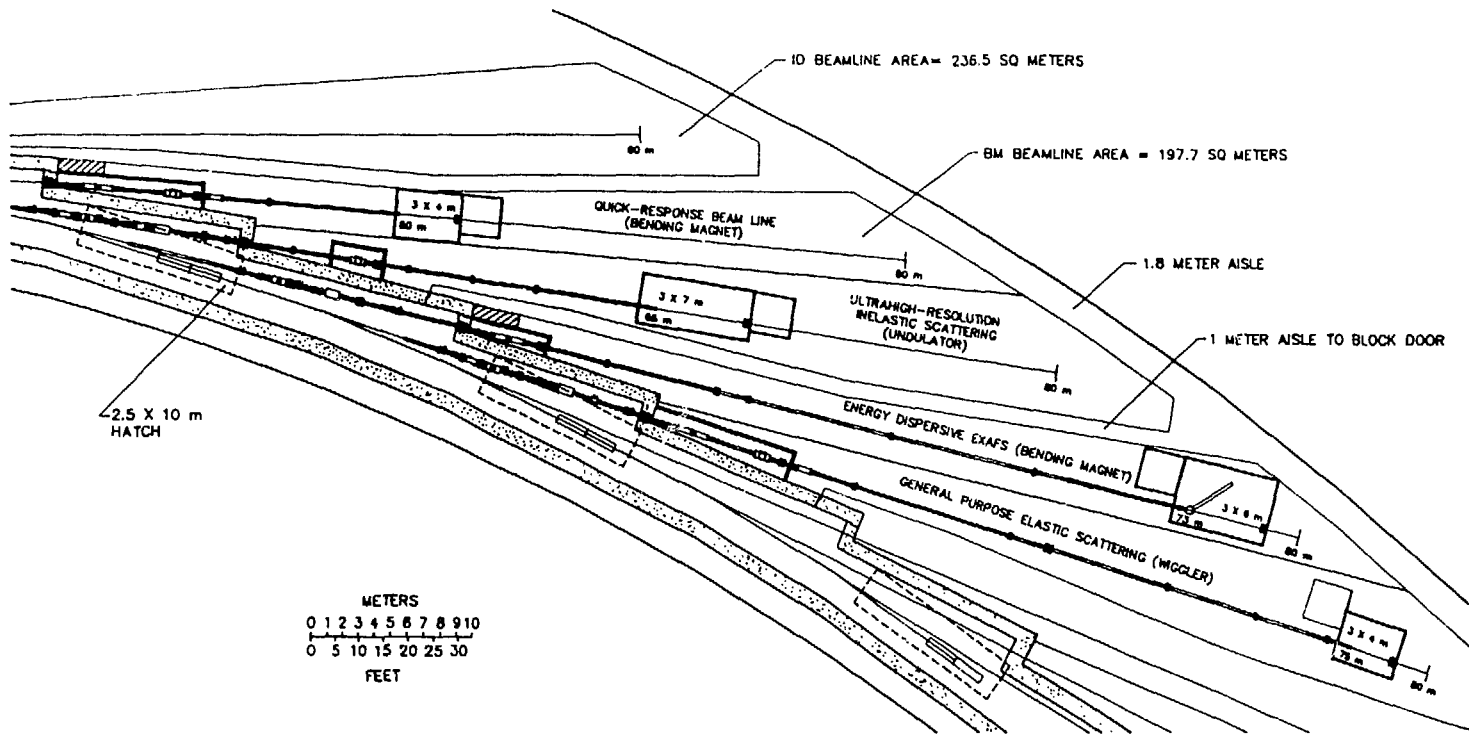 ID BEAMLINE AREA= 236.5 SQ METERS
80 m
BM BEAMLINE AREA = 197.7 SQ METERS
3 X 4 m
60 m
QUICK-RESPONSE BEAM LINE
(BENDING MAGNET)
80 m
1.8 METER AISLE
3 X 7 m
66 m
ULTRAHIGH-RESOLUTION
INELASTIC SCATTERING
(UNDULATOR)
80 m
1 METER AISLE TO BLOCK DOOR
2.5 X 10 m
HATCH
ENERGY DISPERSIVE EXAFS (BENDING MAGNET)
3 X 6 m
73 m
80 m
GENERAL PURPOSE ELASTIC SCATTERING (WIGGLER)
3 X 4 m
75 m
80 m
METERS
0 1 2 3 4 5 6 7 8 9 10
0 5 10 15 20 25 30
FEET